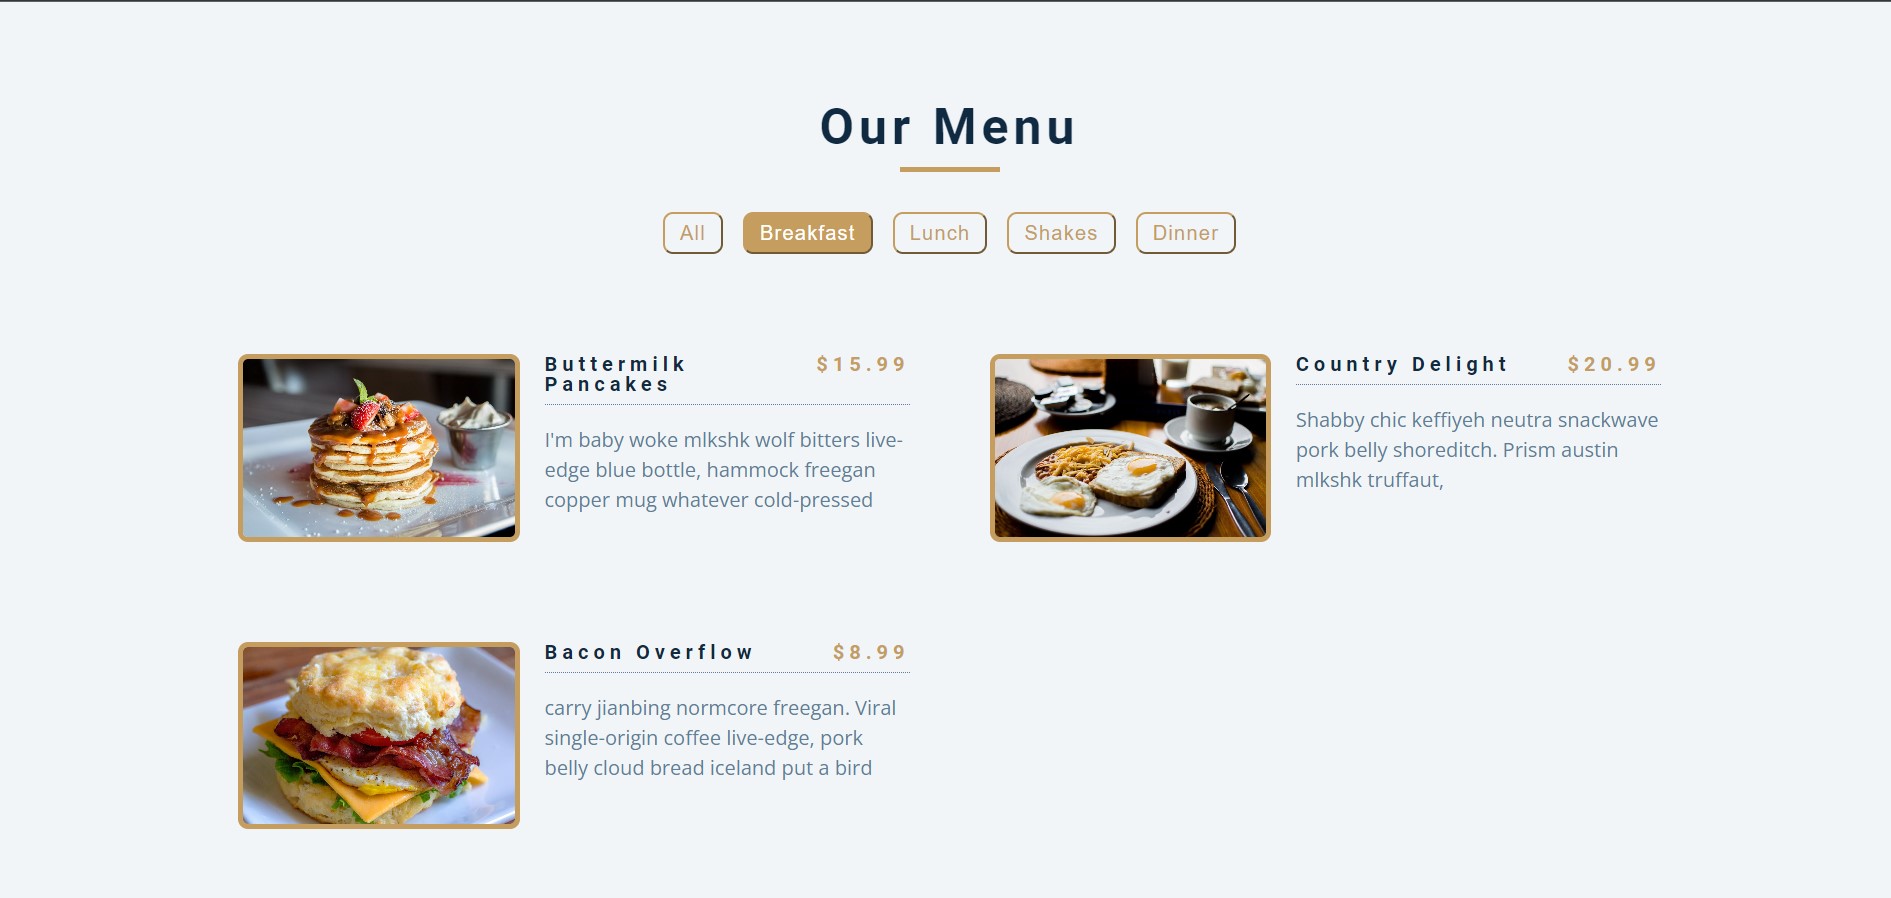 Our Menu
All Breakfast Lunch Shakes Dinner
Buttermilk
Pancakes
$15.99
I'm baby woke mlkshk wolf bitters live-
edge blue bottle, hammock freegan
copper mug whatever cold-pressed
Country Delight $20.99
Shabby chic keffiyeh neutra snackwave
pork belly shoreditch. Prism austin
mlkshk truffaut,
Bacon Overflow $8.99
carry jianbing normcore freegan. Viral
single-origin coffee live-edge, pork
belly cloud bread iceland put a bird